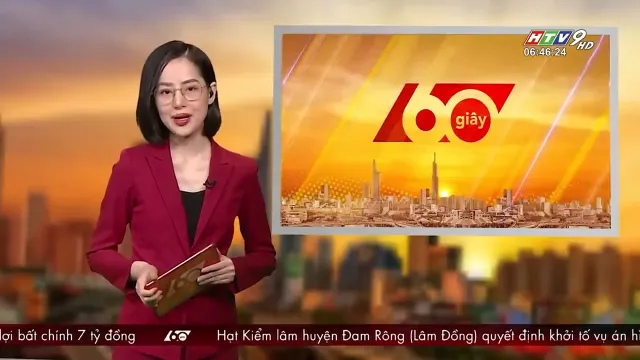 HTV9 HD
06:46:24
60 giây
lợi bất chính 7 tỷ đồng 60 Hạt Kiểm lâm huyện Đam Rông (Lâm Đồng) quyết định khởi tố vụ án